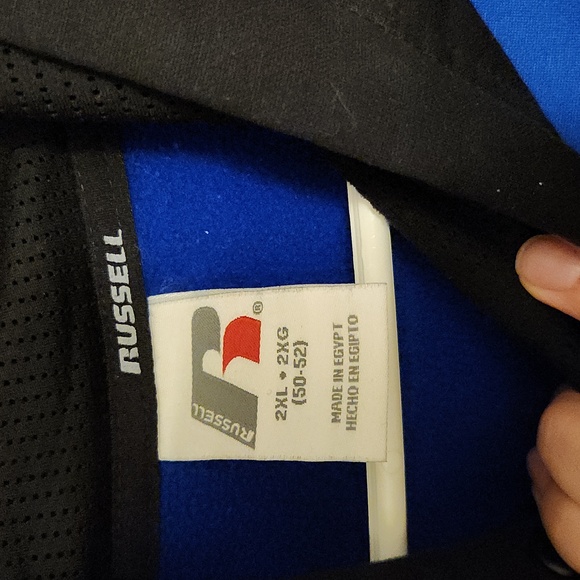 RUSSELL
RUSSELL
®
2XL • 2XG
(50-52)
MADE IN EGYPT
HECHO EN EGIPTO